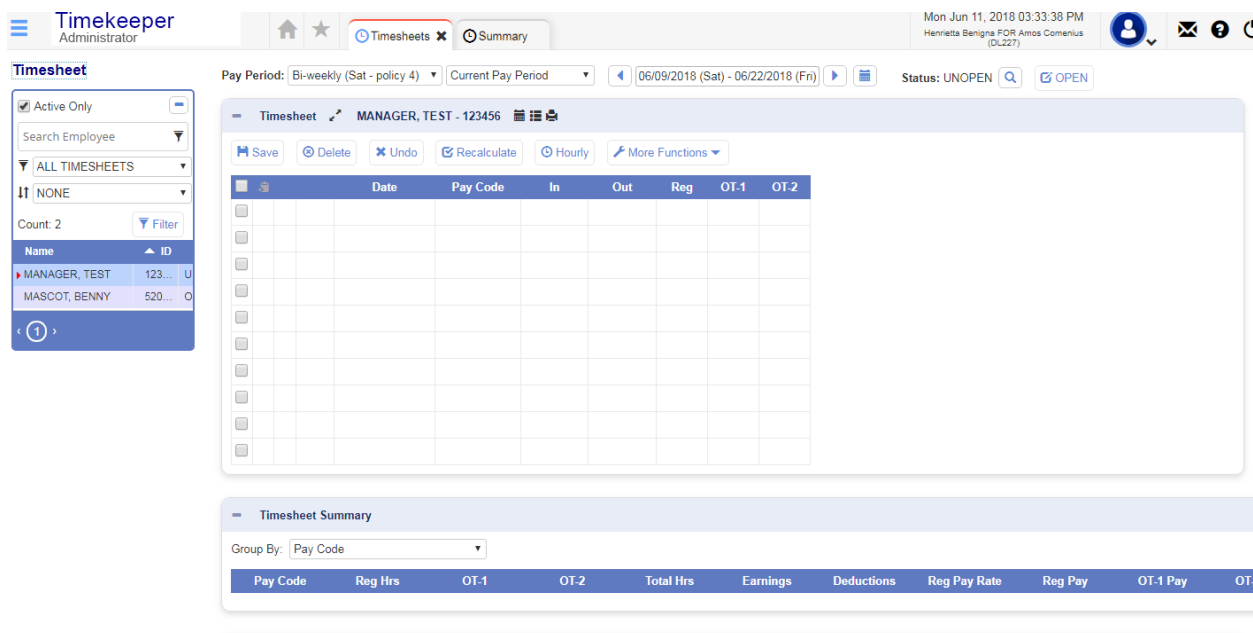 Timekeeper
Administrator
Timesheets
Summary
Mon Jun 11, 2018 03:33:38 PM
Henrietta Benigna FOR Amos Comenius
(DL227)
Timesheet
Active Only
Search Employee
ALL TIMESHEETS
NONE
Count: 2 Filter
Name ID
MANAGER, TEST 123... U
MASCOT, BENNY 520... O
‹ 1 ›
Pay Period: Bi-weekly (Sat - policy 4) Current Pay Period 06/09/2018 (Sat) - 06/22/2018 (Fri) Status: UNOPEN OPEN
Timesheet MANAGER, TEST - 123456
Save Delete Undo Recalculate Hourly More Functions
Date Pay Code In Out Reg OT-1 OT-2
Timesheet Summary
Group By: Pay Code
Pay Code Reg Hrs OT-1 OT-2 Total Hrs Earnings Deductions Reg Pay Rate Reg Pay OT-1 Pay OT-